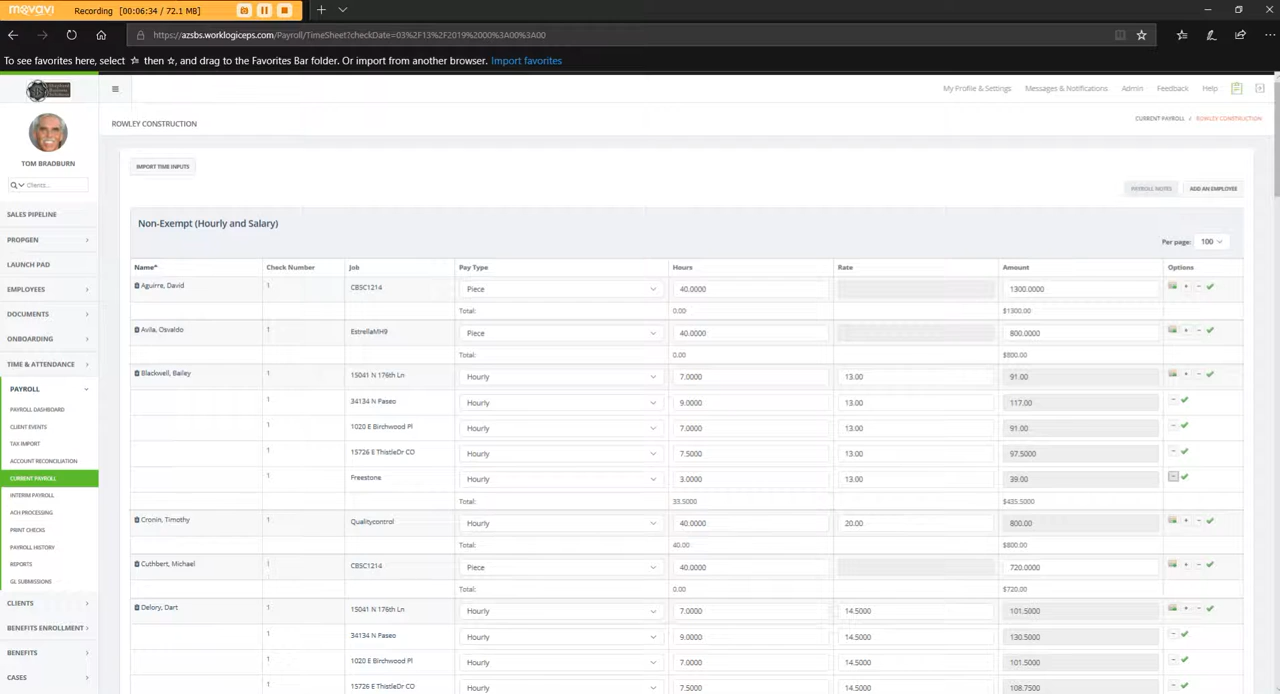 movavi Recording [00:06:34 / 72.1 MB]
https://azsbs.worklogiceps.com/Payroll/TimeSheet?checkDate=03%2F13%2F2019%2000%3A00%3A00
To see favorites here, select ☆ then ☆, and drag to the Favorites Bar folder. Or import from another browser. Import favorites
My Profile & Settings Messages & Notifications Admin Feedback Help
TOM BRADBURN
Clients...
SALES PIPELINE
PROPGEN
LAUNCH PAD
EMPLOYEES
DOCUMENTS
ONBOARDING
TIME & ATTENDANCE
PAYROLL
PAYROLL DASHBOARD
CLIENT EVENTS
TAX IMPORT
ACCOUNT RECONCILIATION
CURRENT PAYROLL
INTERIM PAYROLL
ACH PROCESSING
PRINT CHECKS
PAYROLL HISTORY
REPORTS
GL SUBMISSIONS
CLIENTS
BENEFITS ENROLLMENT
BENEFITS
CASES
ROWLEY CONSTRUCTION CURRENT PAYROLL / ROWLEY CONSTRUCTION
IMPORT TIME INPUTS
PAYROLL NOTES ADD AN EMPLOYEE
Non-Exempt (Hourly and Salary)
Per page: 100
Name* Check Number Job Pay Type Hours Rate Amount Options
Aguirre, David 1 CBSC1214 Piece 40.0000 1300.0000
Total: 0.00 $1300.00
Avila, Osvaldo 1 EstrellaMH9 Piece 40.0000 800.0000
Total: 0.00 $800.00
Blackwell, Bailey 1 15041 N 176th Ln Hourly 7.0000 13.00 91.00
1 34134 N Paseo Hourly 9.0000 13.00 117.00
1 1020 E Birchwood Pl Hourly 7.0000 13.00 91.00
1 15726 E ThistleDr CO Hourly 7.5000 13.00 97.5000
1 Freestone Hourly 3.0000 13.00 39.00
Total: 33.5000 $435.5000
Cronin, Timothy 1 Qualitycontrol Hourly 40.0000 20.00 800.00
Total: 40.00 $800.00
Cuthbert, Michael 1 CBSC1214 Piece 40.0000 720.0000
Total: 0.00 $720.00
Delory, Dart 1 15041 N 176th Ln Hourly 7.0000 14.5000 101.5000
1 34134 N Paseo Hourly 9.0000 14.5000 130.5000
1 1020 E Birchwood Pl Hourly 7.0000 14.5000 101.5000
1 15726 E ThistleDr CO Hourly 7.5000 14.5000 108.7500